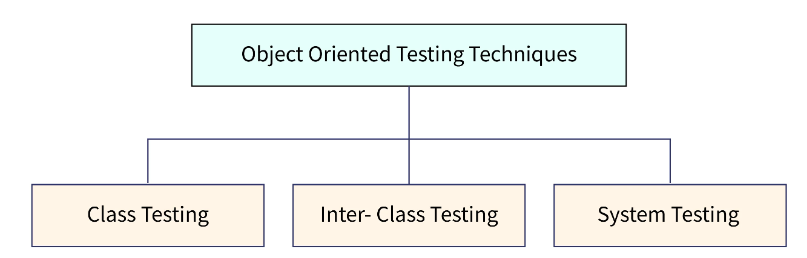 Object Oriented Testing Techniques
Class Testing
Inter- Class Testing
System Testing